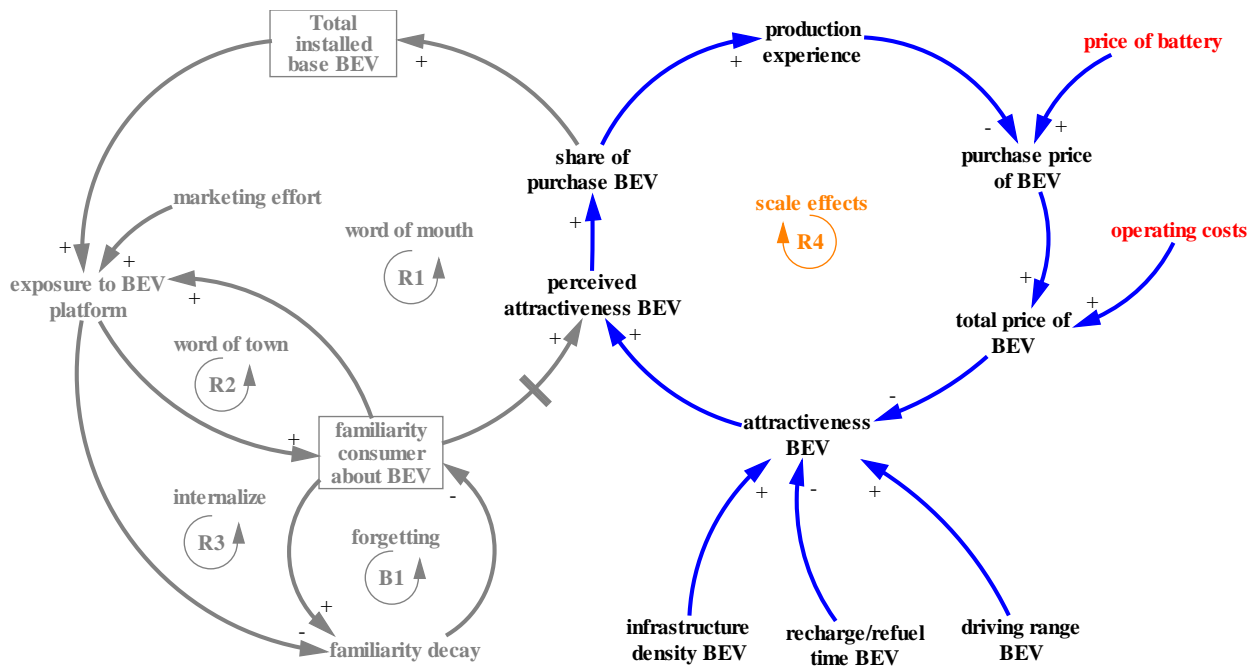 Total
installed
base BEV
+
production
experience
+
price of battery
-
+
share of
purchase BEV
purchase price
of BEV
marketing effort
scale effects
R4
+
word of mouth
R1
operating costs
+
+
exposure to BEV
platform
+
perceived
attractiveness BEV
+
+
total price of
BEV
word of town
R2
+
+
-
attractiveness
BEV
+
familiarity
consumer
about BEV
internalize
R3
-
+
-
+
forgetting
B1
+
-
familiarity decay
infrastructure
density BEV
recharge/refuel
time BEV
driving range
BEV